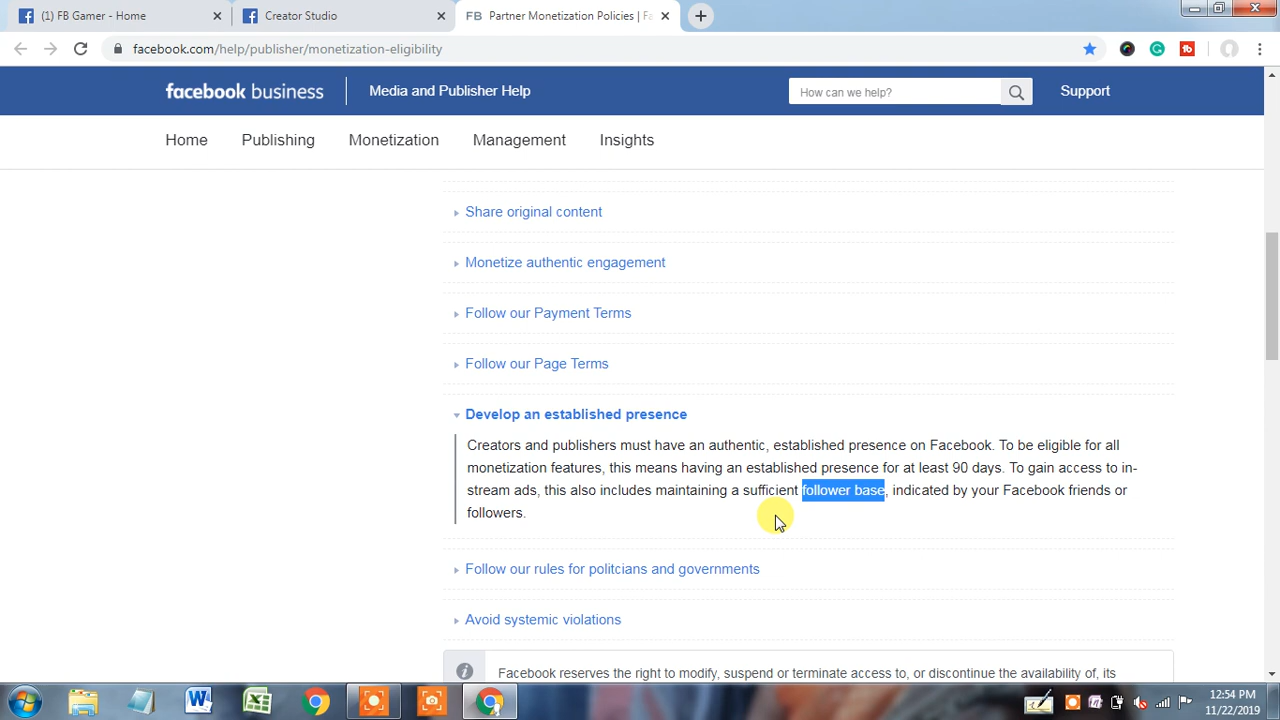 (1) FB Gamer - Home
Creator Studio
FB Partner Monetization Policies | Fa
facebook.com/help/publisher/monetization-eligibility
facebook business
Media and Publisher Help
How can we help?
Support
Home
Publishing
Monetization
Management
Insights
Share original content
Monetize authentic engagement
Follow our Payment Terms
Follow our Page Terms
Develop an established presence
Creators and publishers must have an authentic, established presence on Facebook. To be eligible for all
monetization features, this means having an established presence for at least 90 days. To gain access to in-
stream ads, this also includes maintaining a sufficient follower base, indicated by your Facebook friends or
followers.
Follow our rules for politcians and governments
Avoid systemic violations
Facebook reserves the right to modify, suspend or terminate access to, or discontinue the availability of, its
12:54 PM
11/22/2019